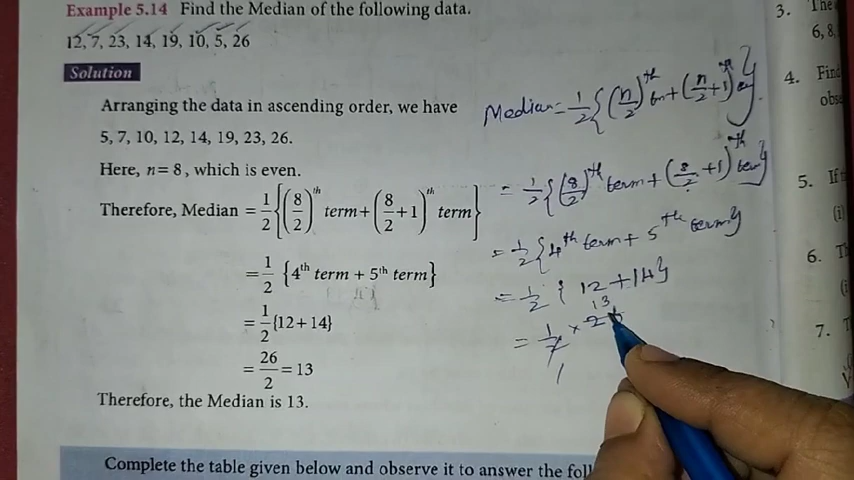 Example 5.14 Find the Median of the following data.
12, 7, 23, 14, 19, 10, 5, 26
Solution
Arranging the data in ascending order, we have
5, 7, 10, 12, 14, 19, 23, 26.
Here, n = 8, which is even.
Therefore, Median = 1/2 {(8/2)th term + (8/2 + 1)th term}
= 1/2 {4th term + 5th term}
= 1/2 {12 + 14}
= 26/2 = 13
Therefore, the Median is 13.
Complete the table given below and observe it to answer the
Median = 1/2 {(n/2)th + (n/2 + 1)th }
= 1/2 {(8/2)th term + (8/2 + 1)th term}
= 1/2 {4th term + 5th term}
= 1/2 { 12 + 14}
13
= 1/2 × 26
1
3. The
6, 8,
4. Find
obse
5. If
(i)
6.
(i
7.